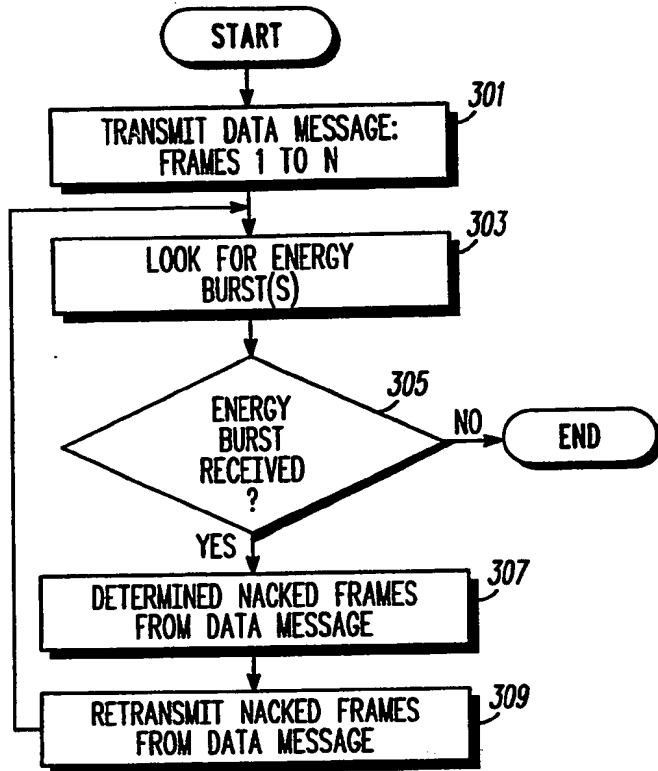 START
301
TRANSMIT DATA MESSAGE:
FRAMES 1 TO N
303
LOOK FOR ENERGY
BURST(S)
305
ENERGY
BURST
RECEIVED
?
NO
END
YES
307
DETERMINED NACKED FRAMES
FROM DATA MESSAGE
309
RETRANSMIT NACKED FRAMES
FROM DATA MESSAGE